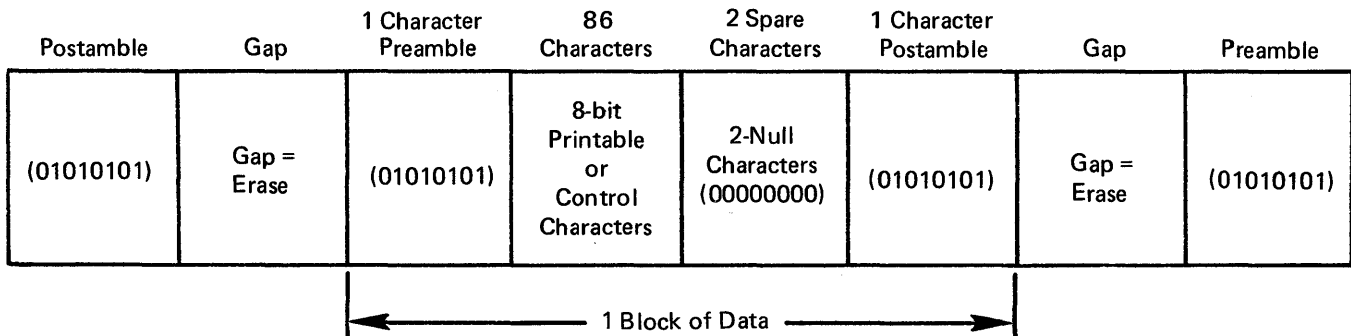 Postamble
Gap
1 Character
Preamble
86
Characters
2 Spare
Characters
1 Character
Postamble
Gap
Preamble
(01010101)
Gap =
Erase
(01010101)
8-bit
Printable
or
Control
Characters
2-Null
Characters
(00000000)
(01010101)
Gap =
Erase
(01010101)
1 Block of Data